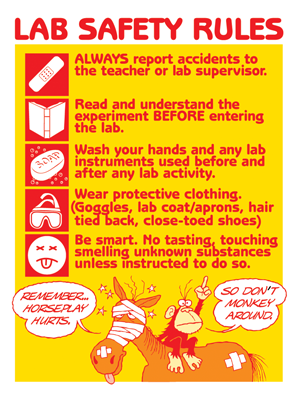 LAB SAFETY RULES
ALWAYS report accidents to
the teacher or lab supervisor.
Read and understand the
experiment BEFORE entering
the lab.
SOAP
Wash your hands and any lab
instruments used before and
after any lab activity.
Wear protective clothing.
(Goggles, lab coat/aprons, hair
tied back, close-toed shoes)
Be smart. No tasting, touching
smelling unknown substances
unless instructed to do so.
REMEMBER...
HORSEPLAY
HURTS.
SO DON'T
MONKEY
AROUND.